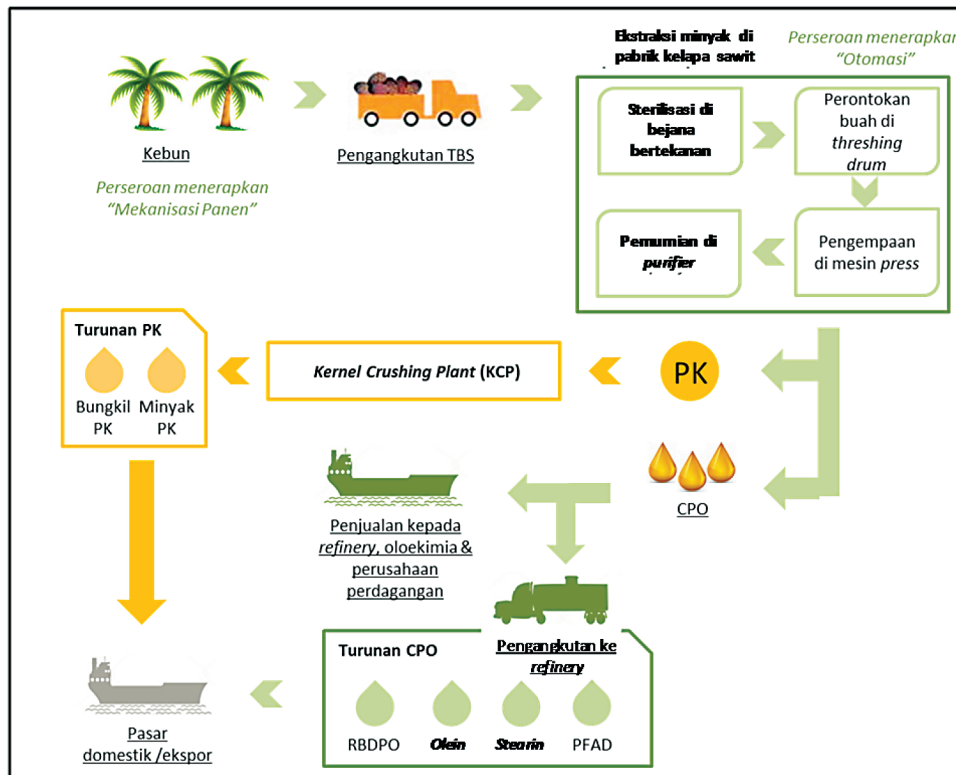 Ekstraksi minyak di
pabrik kelapa sawit
Perseroan menerapkan
“Otomasi”
Kebun
Perseroan menerapkan
“Mekanisasi Panen”
Pengangkutan TBS
Sterilisasi di
bejana
bertekanan
Perontokan
buah di
threshing
drum
Pemurnian di
purifier
Pengempaan
di mesin press
Turunan PK
Bungkil
PK
Minyak
PK
Kernel Crushing Plant (KCP)
PK
CPO
Penjualan kepada
refinery, oloekimia &
perusahaan
perdagangan
Pengangkutan ke
refinery
Turunan CPO
RBDPO
Olein
Stearin
PFAD
Pasar
domestik /ekspor